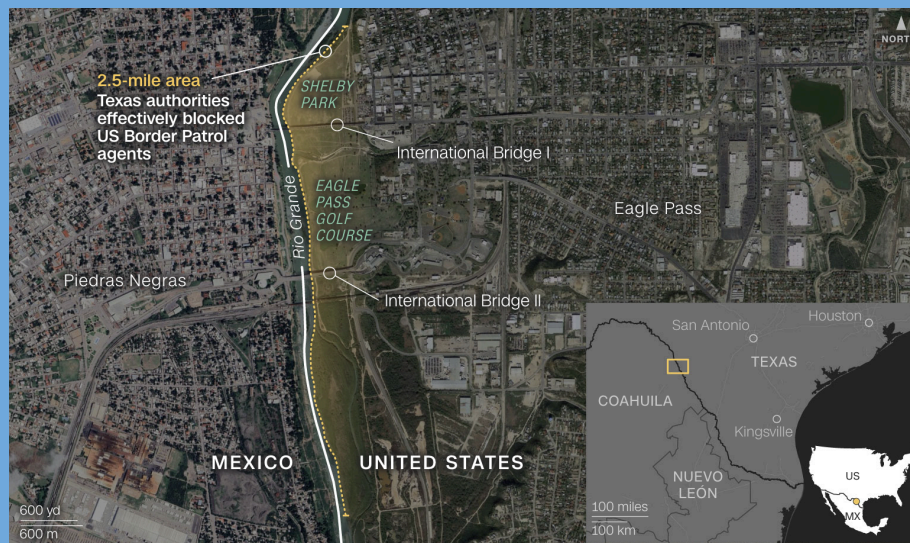 2.5-mile area
Texas authorities
effectively blocked
US Border Patrol
agents
SHELBY
PARK
International Bridge I
EAGLE
PASS
GOLF
COURSE
Rio Grande
Eagle Pass
Piedras Negras
International Bridge II
MEXICO
UNITED STATES
600 yd
600 m
NORTH
San Antonio
Houston
TEXAS
COAHUILA
Kingsville
NUEVO
LEÓN
100 miles
100 km
US
MX